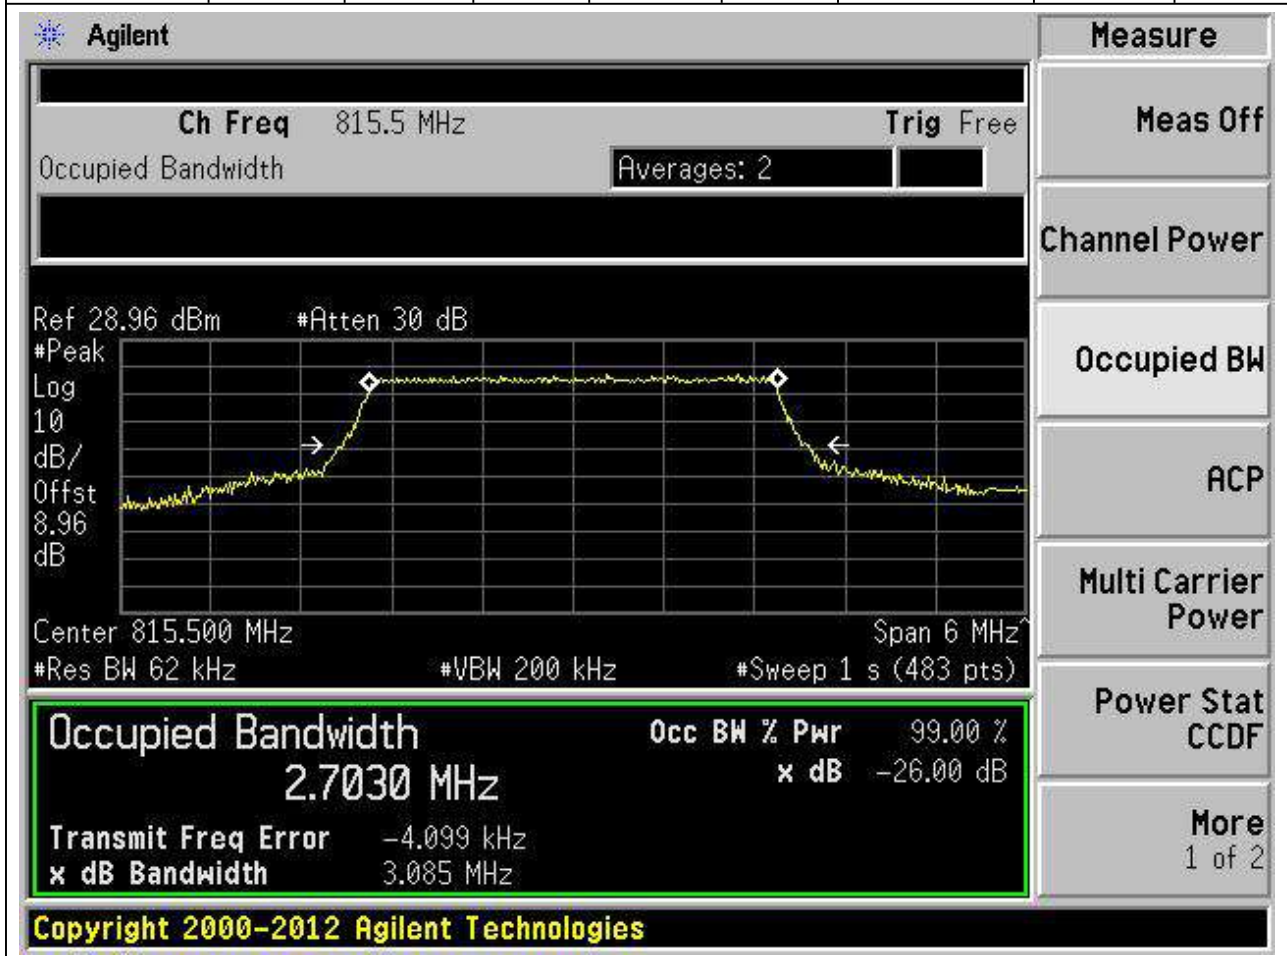 Agilent
Measure
Ch Freq 815.5 MHz Trig Free
Occupied Bandwidth Averages: 2
Ref 28.96 dBm #Atten 30 dB
#Peak
Log
10
dB/
Offst
8.96
dB
Center 815.500 MHz Span 6 MHz^
#Res BW 62 kHz #VBW 200 kHz #Sweep 1 s (483 pts)
Occupied Bandwidth Occ BW % Pwr 99.00 %
2.7030 MHz x dB -26.00 dB
Transmit Freq Error -4.099 kHz
x dB Bandwidth 3.085 MHz
Meas Off
Channel Power
Occupied BW
ACP
Multi Carrier
Power
Power Stat
CCDF
More
1 of 2
Copyright 2000-2012 Agilent Technologies